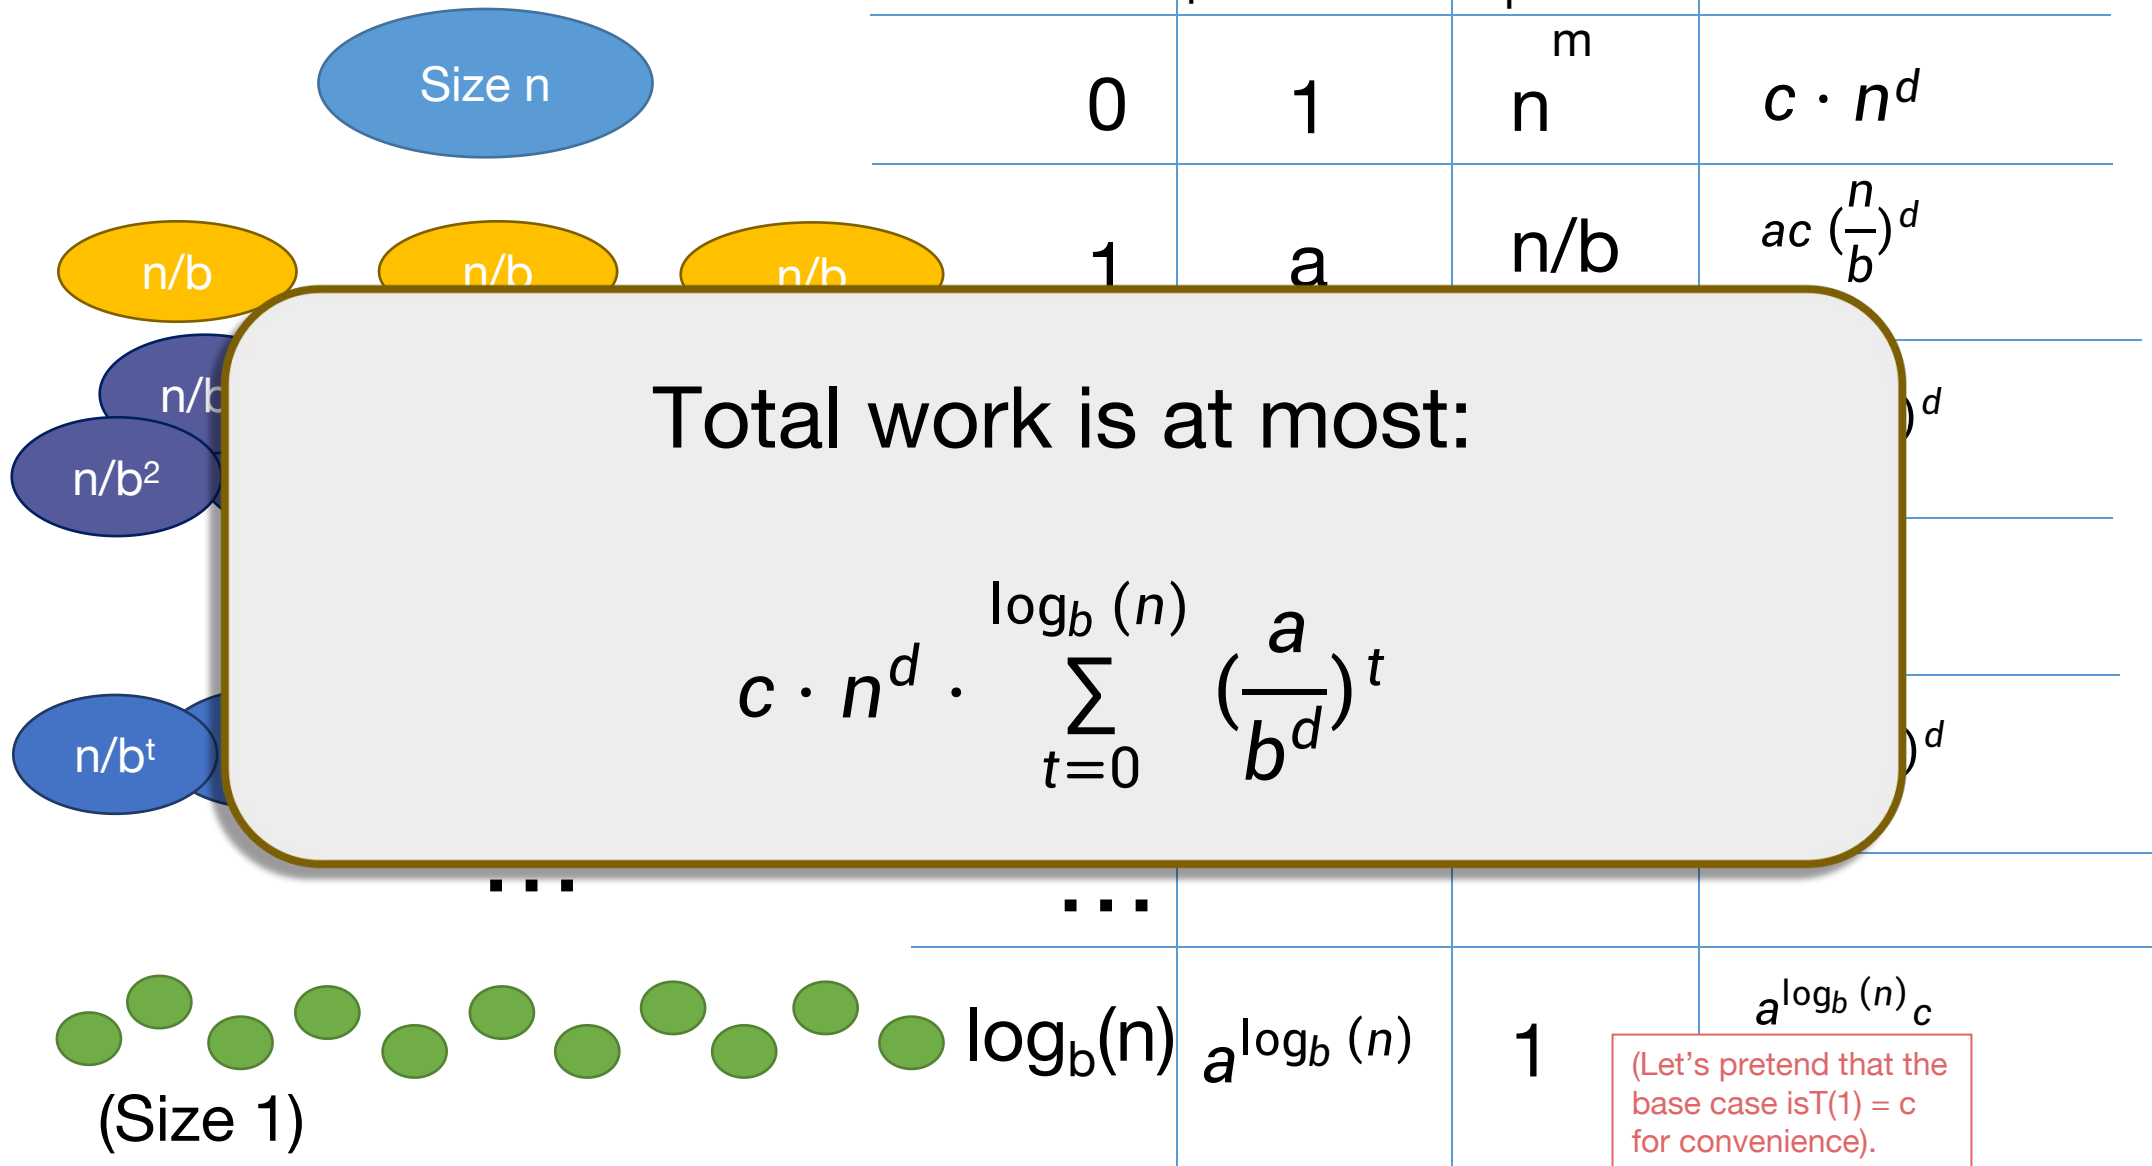 m
Size n
0 1 n c · n^d
n/b n/b n/b
1 a n/b ac (n/b)^d
n/b
n/b²
)^d
Total work is at most:
c · n^d · ∑_{t=0}^{log_b (n)} (a/b^d)^t
n/b^t
)^d
...
...
log_b(n) a^{log_b (n)} 1 a^{log_b (n)} c
(Size 1)
(Let's pretend that the
base case isT(1) = c
for convenience).